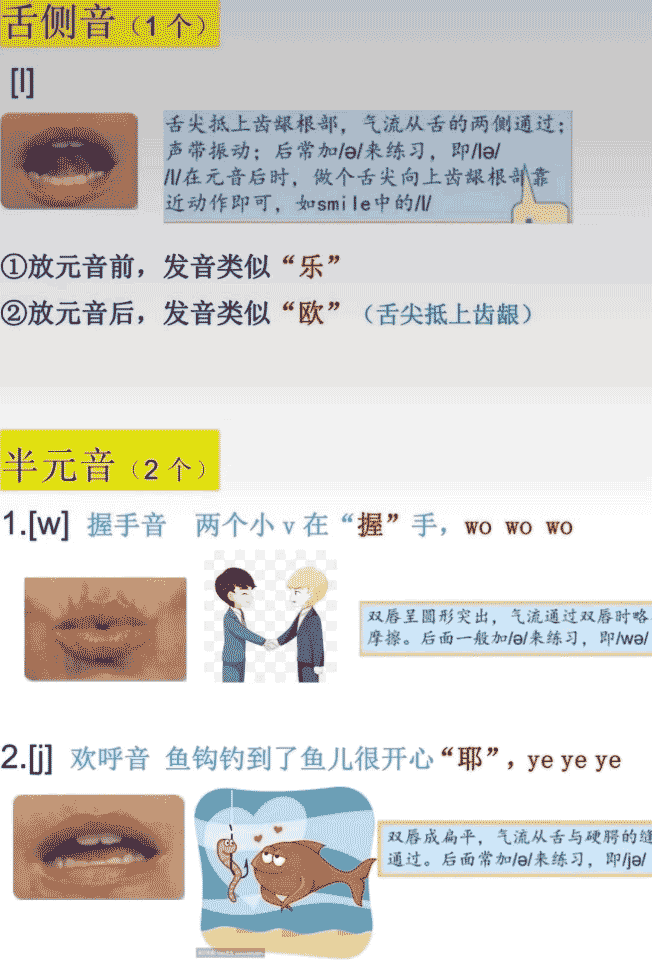 舌侧音（1 个）
[l]
舌尖抵上齿龈根部，气流从舌的两侧通过；
声带振动；后常加/ə/来练习，即/lə/
/l/在元音后时，做个舌尖向上齿龈根部靠
近动作即可，如smile中的/l/
①放元音前，发音类似“乐”
②放元音后，发音类似“欧”（舌尖抵上齿龈）
半元音（2 个）
1.[w] 握手音 两个小 v 在“握”手，wo wo wo
双唇呈圆形突出，气流通过双唇时略
摩擦。后面一般加/ə/来练习，即/wə/
2.[j] 欢呼音 鱼钩钓到了鱼儿很开心“耶”，ye ye ye
双唇成扁平，气流从舌与硬腭的缝
通过。后面常加/ə/来练习，即/jə/